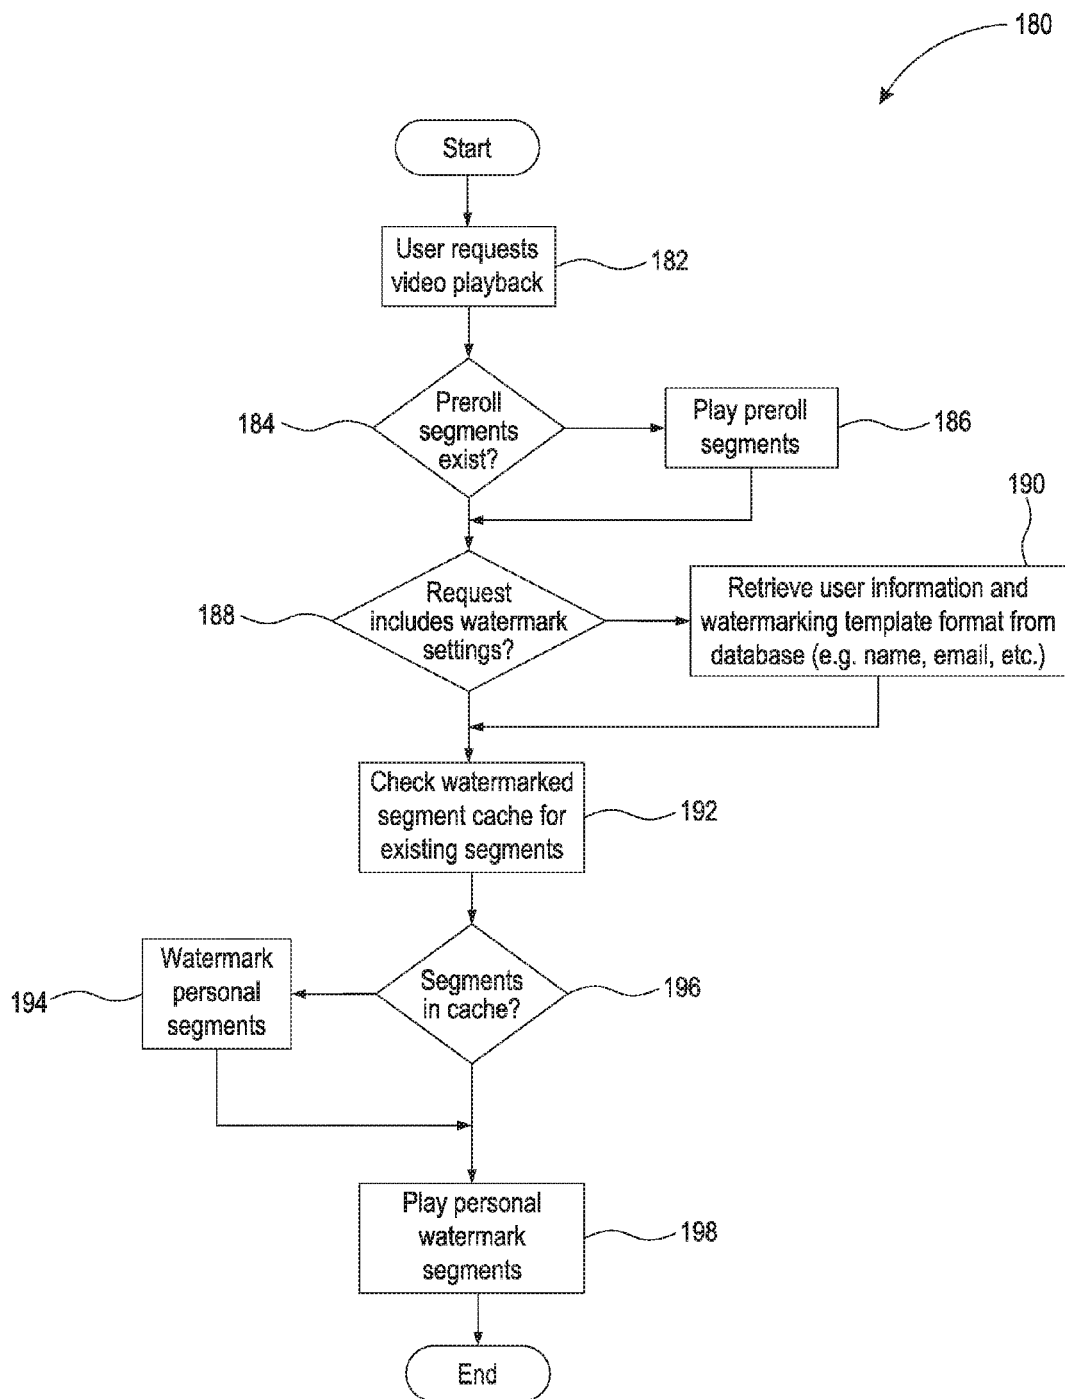 180
Start
User requests
video playback
182
184
Preroll
segments
exist?
Play preroll
segments
186
188
Request
includes watermark
settings?
190
Retrieve user information and
watermarking template format from
database (e.g. name, email, etc.)
Check watermarked
segment cache for
existing segments
192
194
Watermark
personal
segments
Segments
in cache?
196
Play personal
watermark
segments
198
End